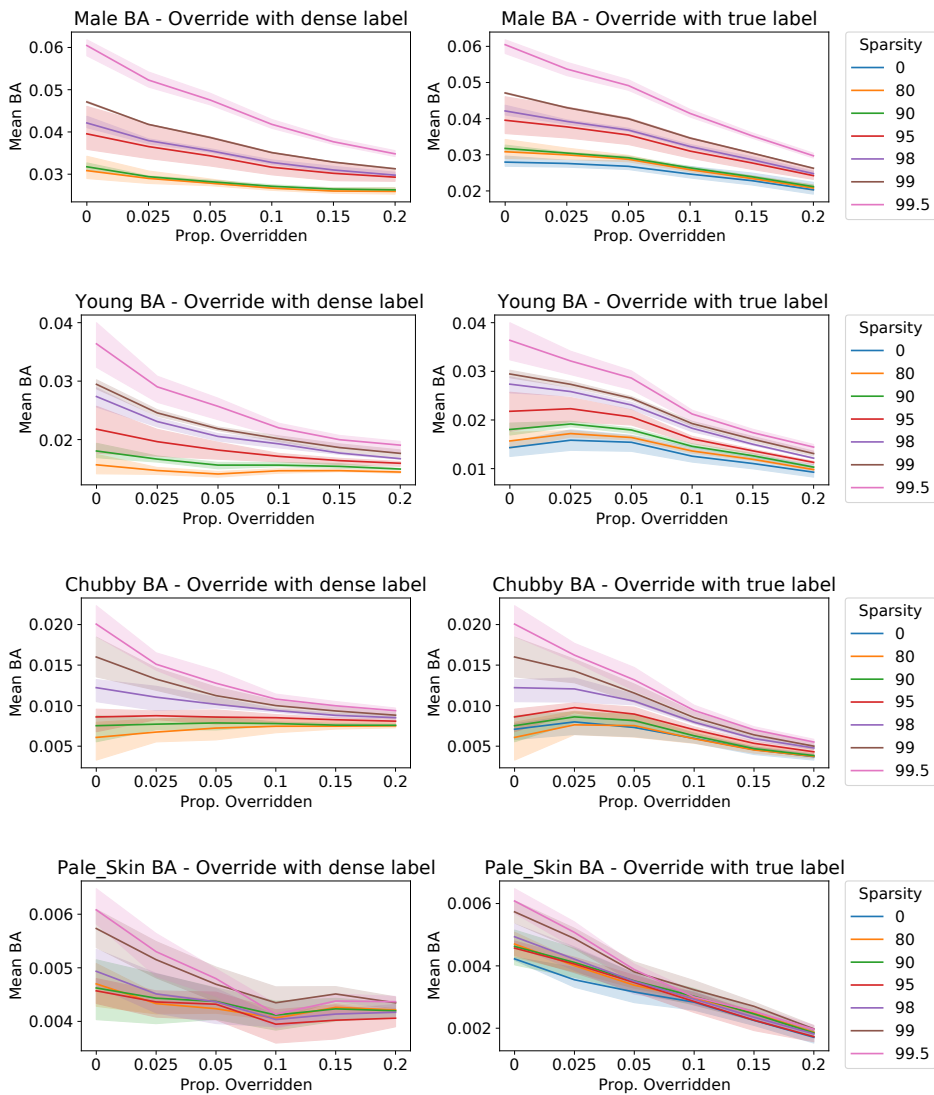 Male BA - Override with dense label
Mean BA
0.06
0.05
0.04
0.03
0 0.025 0.05 0.1 0.15 0.2
Prop. Overridden
Male BA - Override with true label
Mean BA
0.06
0.05
0.04
0.03
0.02
0 0.025 0.05 0.1 0.15 0.2
Prop. Overridden
Sparsity
0
80
90
95
98
99
99.5
Young BA - Override with dense label
Mean BA
0.04
0.03
0.02
0 0.025 0.05 0.1 0.15 0.2
Prop. Overridden
Young BA - Override with true label
Mean BA
0.04
0.03
0.02
0.01
0 0.025 0.05 0.1 0.15 0.2
Prop. Overridden
Sparsity
0
80
90
95
98
99
99.5
Chubby BA - Override with dense label
Mean BA
0.020
0.015
0.010
0.005
0 0.025 0.05 0.1 0.15 0.2
Prop. Overridden
Chubby BA - Override with true label
Mean BA
0.020
0.015
0.010
0.005
0 0.025 0.05 0.1 0.15 0.2
Prop. Overridden
Sparsity
0
80
90
95
98
99
99.5
Pale_Skin BA - Override with dense label
Mean BA
0.006
0.005
0.004
0 0.025 0.05 0.1 0.15 0.2
Prop. Overridden
Pale_Skin BA - Override with true label
Mean BA
0.006
0.004
0.002
0 0.025 0.05 0.1 0.15 0.2
Prop. Overridden
Sparsity
0
80
90
95
98
99
99.5